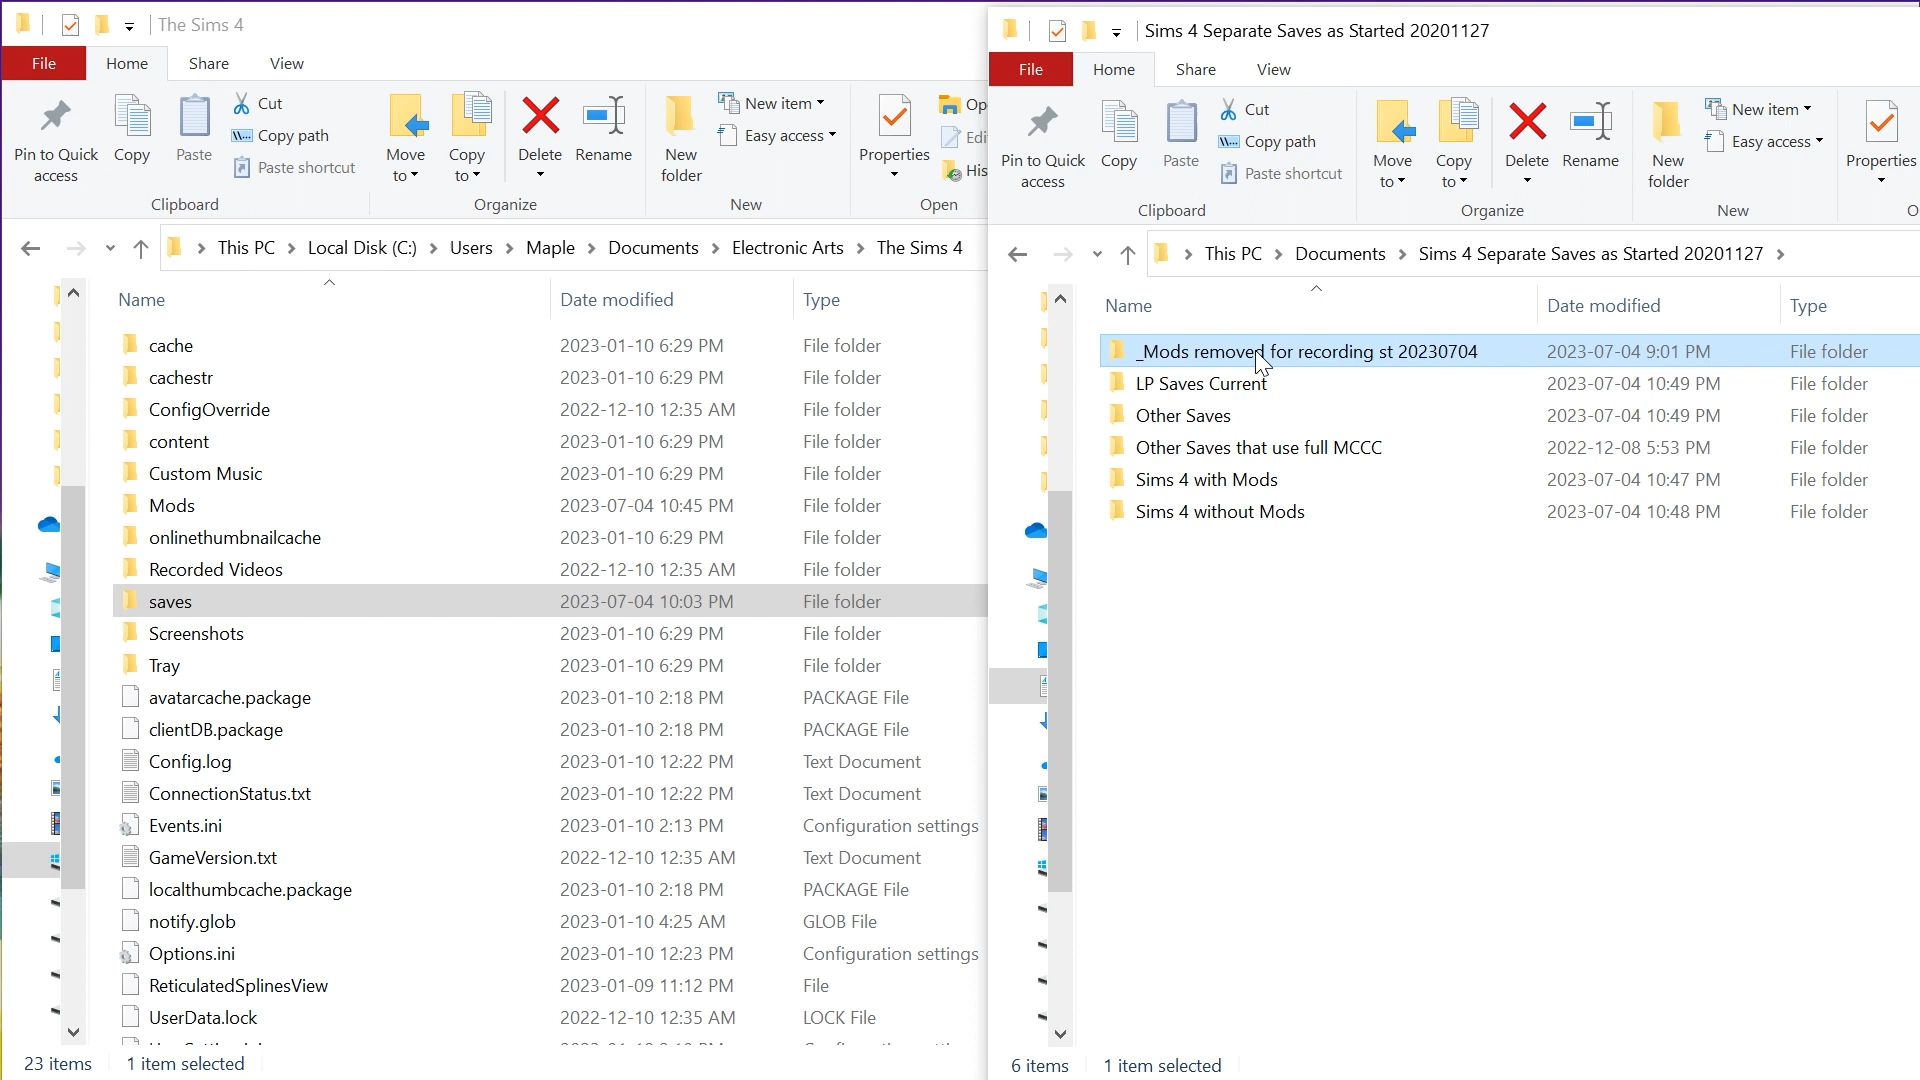 The Sims 4
File Home Share View
Pin to Quick access
Copy
Paste
Cut
Copy path
Paste shortcut
Clipboard
Move to
Copy to
Delete
Rename
Organize
New folder
New item
Easy access
New
Properties
Open
This PC Local Disk (C:) Users Maple Documents Electronic Arts The Sims 4
Name Date modified Type
cache 2023-01-10 6:29 PM File folder
cachestr 2023-01-10 6:29 PM File folder
ConfigOverride 2022-12-10 12:35 AM File folder
content 2023-01-10 6:29 PM File folder
Custom Music 2023-01-10 6:29 PM File folder
Mods 2023-07-04 10:45 PM File folder
onlinethumbnailcache 2023-01-10 6:29 PM File folder
Recorded Videos 2022-12-10 12:35 AM File folder
saves 2023-07-04 10:03 PM File folder
Screenshots 2023-01-10 6:29 PM File folder
Tray 2023-01-10 6:29 PM File folder
avatarcache.package 2023-01-10 2:18 PM PACKAGE File
clientDB.package 2023-01-10 2:18 PM PACKAGE File
Config.log 2023-01-10 12:22 PM Text Document
ConnectionStatus.txt 2023-01-10 12:22 PM Text Document
Events.ini 2023-01-10 2:13 PM Configuration settings
GameVersion.txt 2022-12-10 12:35 AM Text Document
localthumbcache.package 2023-01-10 2:18 PM PACKAGE File
notify.glob 2023-01-10 4:25 AM GLOB File
Options.ini 2023-01-10 12:23 PM Configuration settings
ReticulatedSplinesView 2023-01-09 11:12 PM File
UserData.lock 2022-12-10 12:35 AM LOCK File
23 items 1 item selected
Sims 4 Separate Saves as Started 20201127
File Home Share View
Pin to Quick access
Copy
Paste
Cut
Copy path
Paste shortcut
Clipboard
Move to
Copy to
Delete
Rename
Organize
New folder
New item
Easy access
New
Properties
This PC Documents Sims 4 Separate Saves as Started 20201127
Name Date modified Type
_Mods removed for recording st 20230704 2023-07-04 9:01 PM File folder
LP Saves Current 2023-07-04 10:49 PM File folder
Other Saves 2023-07-04 10:49 PM File folder
Other Saves that use full MCCC 2022-12-08 5:53 PM File folder
Sims 4 with Mods 2023-07-04 10:47 PM File folder
Sims 4 without Mods 2023-07-04 10:48 PM File folder
6 items 1 item selected